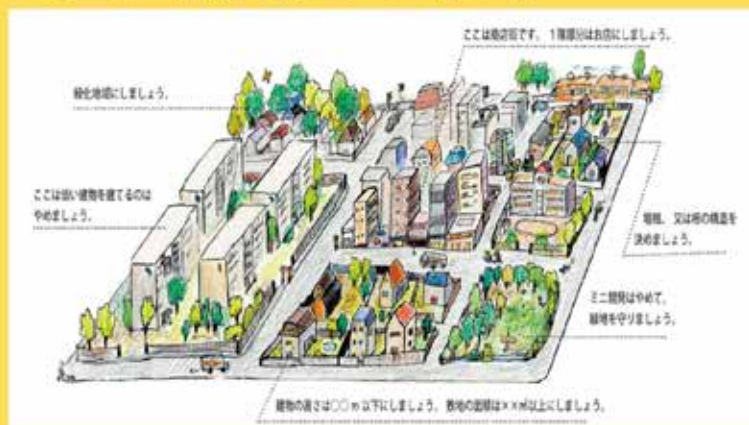 ここは商店街です。1階部分はお店にしましょう。
緑化地域にしましょう。
ここは低い建物を建てるのは
やめましょう。
垣根、又は柵の構造を
決めましょう。
ミニ開発はやめて、
緑地を守りましょう。
建物の高さは○○m以下にしましょう。敷地の面積は××㎡以上にしましょう。